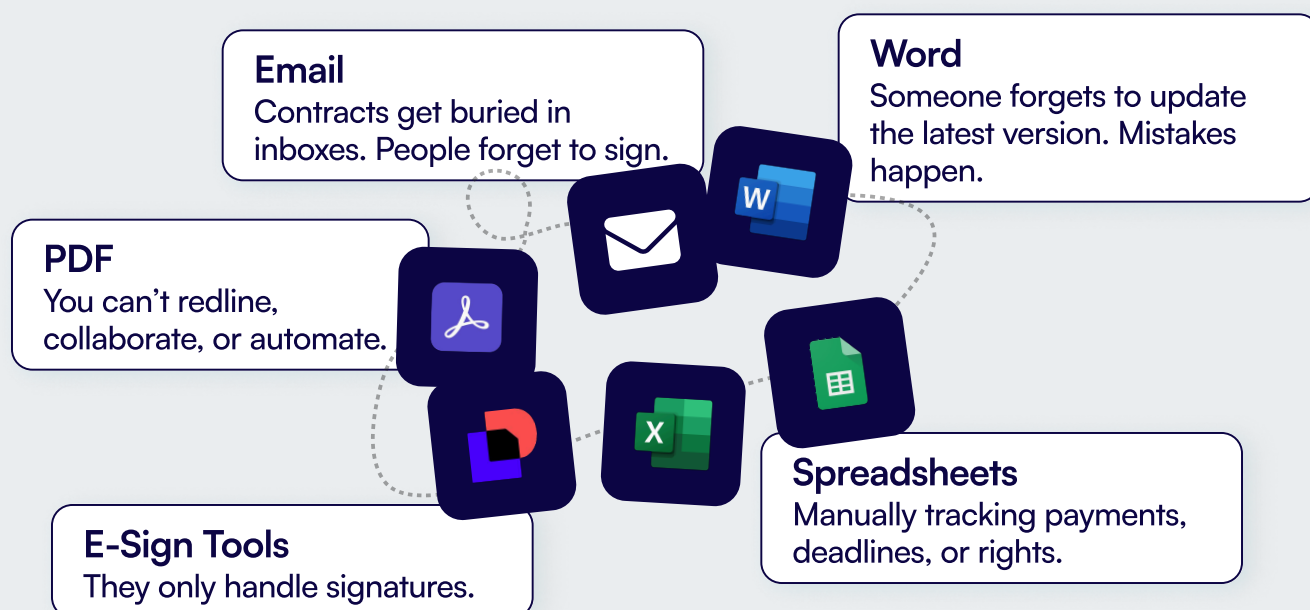 Email
Contracts get buried in
inboxes. People forget to sign.
Word
Someone forgets to update
the latest version. Mistakes
happen.
W
PDF
You can’t redline,
collaborate, or automate.
X
Spreadsheets
Manually tracking payments,
deadlines, or rights.
E-Sign Tools
They only handle signatures.